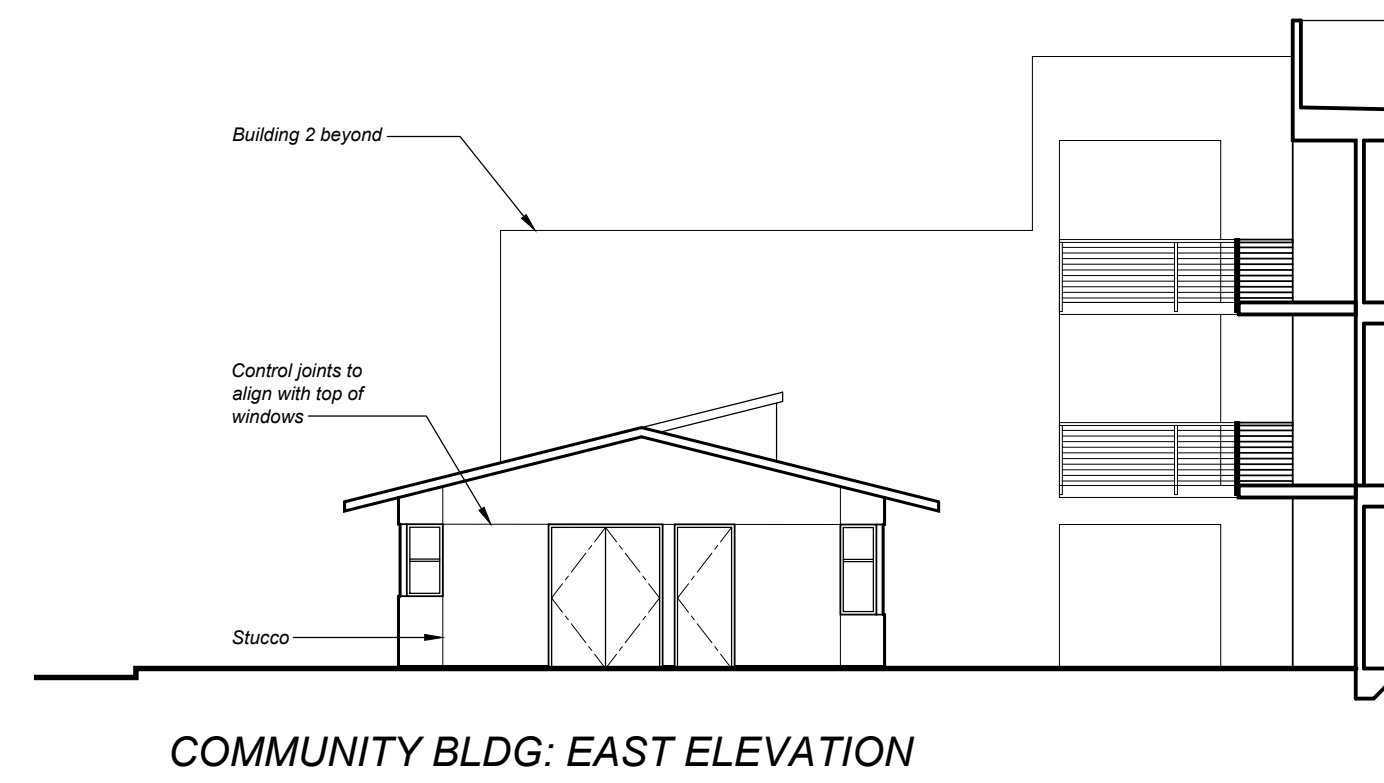 Building 2 beyond
Control joints to
align with top of
windows
Stucco
COMMUNITY BLDG: EAST ELEVATION